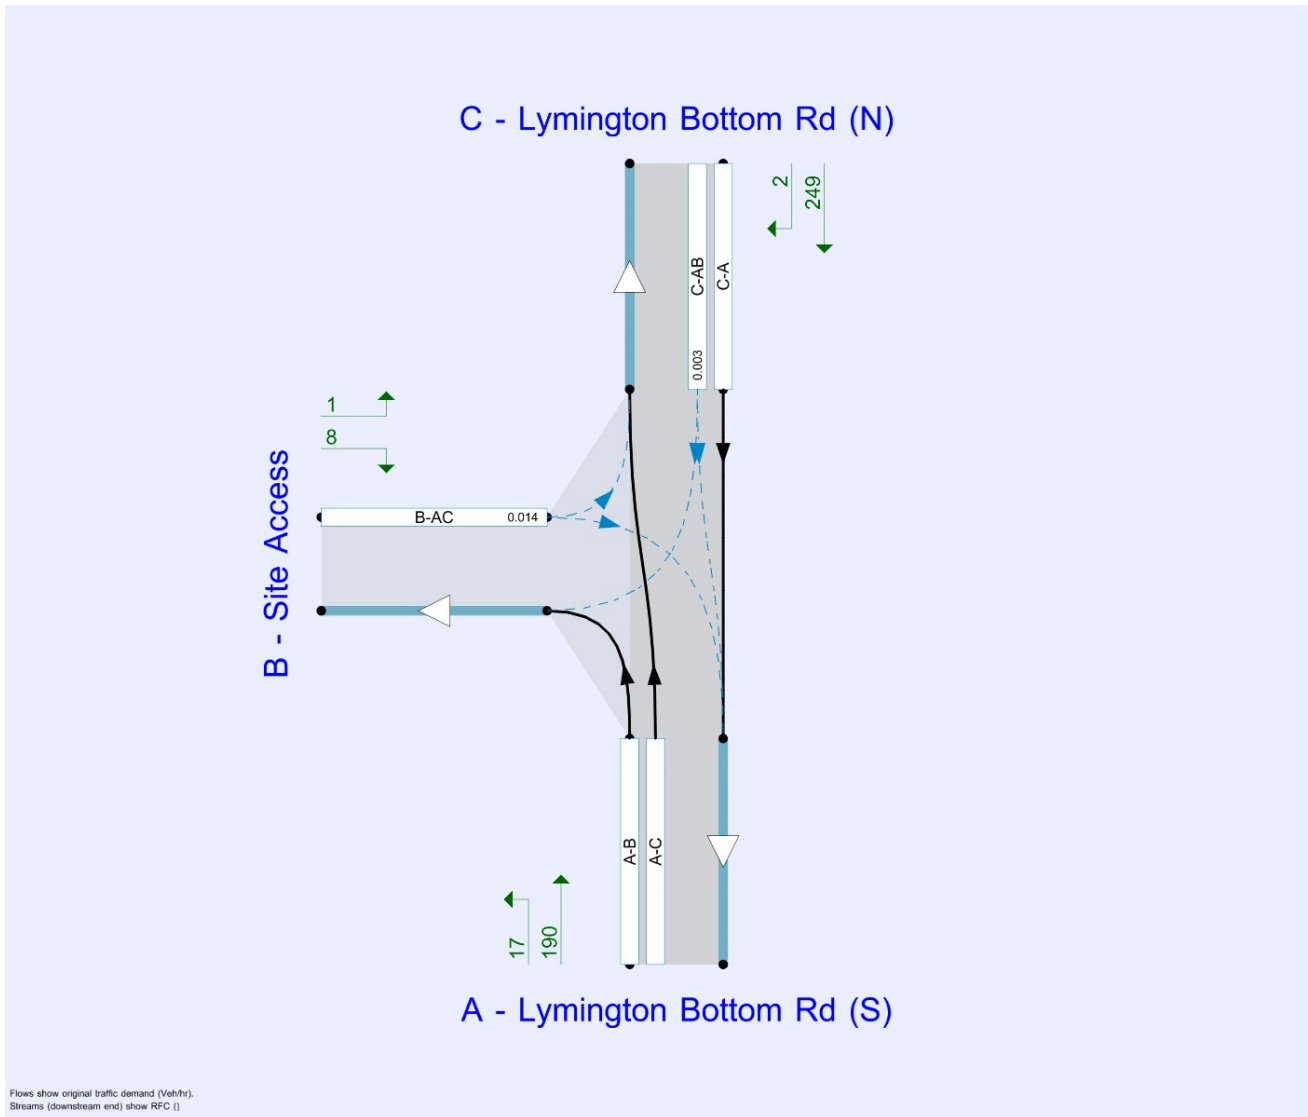 C - Lymington Bottom Rd (N)
2
249
C-AB
C-A
0.003
1
8
B - Site Access
B-AC
0.014
A-B
A-C
17
190
A - Lymington Bottom Rd (S)
Flows show original traffic demand (Veh/hr).
Streams (downstream end) show RFC ()